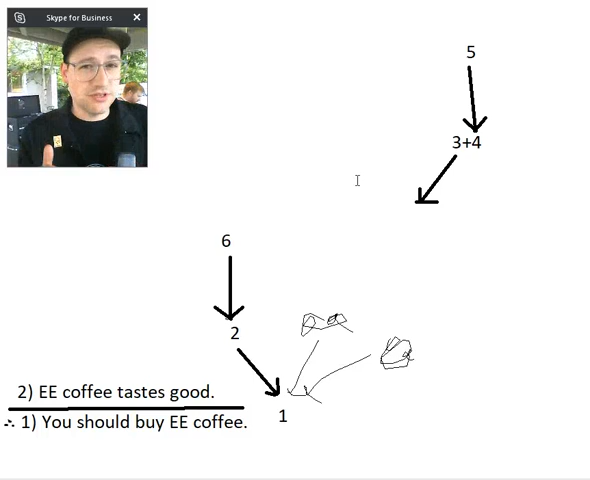 Skype for Business
5
3+4
6
2
2) EE coffee tastes good.
∴ 1) You should buy EE coffee.
1